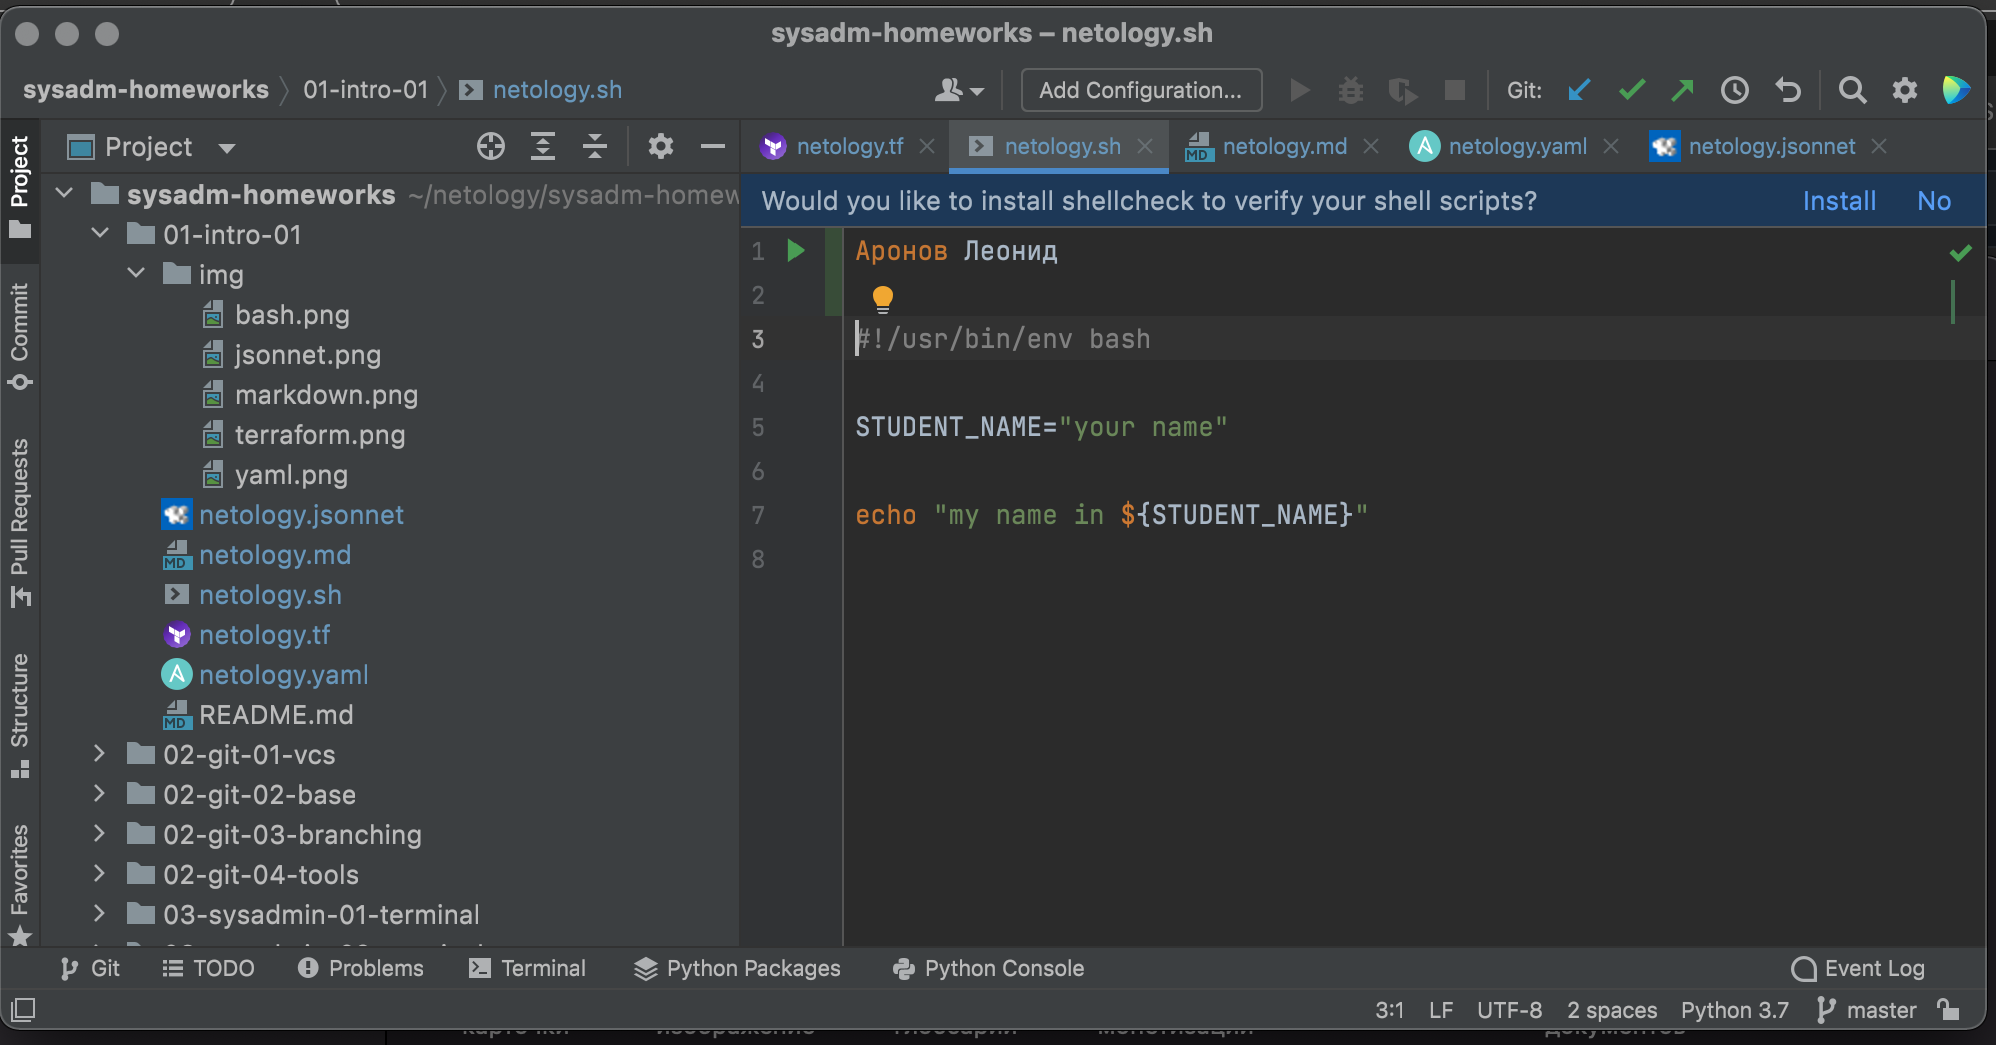 sysadm-homeworks – netology.sh
sysadm-homeworks 01-intro-01 netology.sh
Add Configuration...
Git:
Project
netology.tf
netology.sh
netology.md
netology.yaml
netology.jsonnet
Project
Commit
Pull Requests
Structure
Favorites
sysadm-homeworks ~/netology/sysadm-homew
01-intro-01
img
bash.png
jsonnet.png
markdown.png
terraform.png
yaml.png
netology.jsonnet
MD netology.md
netology.sh
netology.tf
netology.yaml
MD README.md
02-git-01-vcs
02-git-02-base
02-git-03-branching
02-git-04-tools
03-sysadmin-01-terminal
Would you like to install shellcheck to verify your shell scripts? Install No
1 Аронов Леонид
2
3 #!/usr/bin/env bash
4
5 STUDENT_NAME="your name"
6
7 echo "my name in ${STUDENT_NAME}"
8
Git TODO Problems Terminal Python Packages Python Console Event Log
3:1 LF UTF-8 2 spaces Python 3.7 master